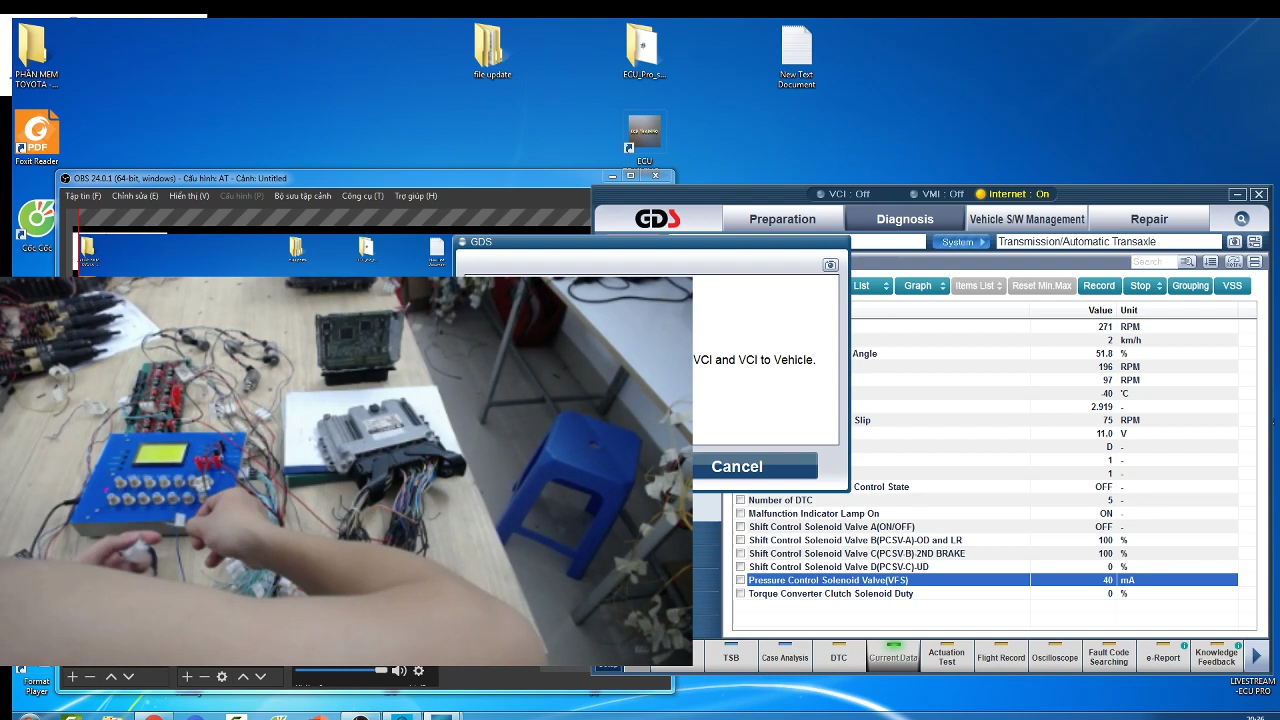 PHẦN MEM
TOYOTA -...
file update
ECU_Pro_s...
New Text
Document
PDF
Foxit Reader
ECU
OBS 24.0.1 (64-bit, windows) - Cấu hình: AT - Cảnh: Untitled
Tập tin (F)
Chỉnh sửa (E)
Hiển thị (V)
Cấu hình (P)
Bộ sưu tập cảnh
Công cụ (T)
Trợ giúp (H)
Cốc Cốc
VCI : Off
VMI : Off
Internet : On
GDS
Preparation
Diagnosis
Vehicle S/W Management
Repair
GDS
System
Transmission/Automatic Transaxle
Search
List
Graph
Items List
Reset Min.Max
Record
Stop
Grouping
VSS
Value Unit
271 RPM
2 km/h
Angle 51.8 %
196 RPM
97 RPM
-40 'C
2.919 -
Slip 75 RPM
11.0 V
D -
1 -
1 -
Control State OFF -
Number of DTC 5 -
Malfunction Indicator Lamp On ON -
Shift Control Solenoid Valve A(ON/OFF) OFF -
Shift Control Solenoid Valve B(PCSV-A)-OD and LR 100 %
Shift Control Solenoid Valve C(PCSV-B)-2ND BRAKE 100 %
Shift Control Solenoid Valve D(PCSV-C)-UD 0 %
Pressure Control Solenoid Valve(VFS) 40 mA
Torque Converter Clutch Solenoid Duty 0 %
VCI and VCI to Vehicle.
Cancel
TSB
Case Analysis
DTC
Current Data
Actuation
Test
Flight Record
Oscilloscope
Fault Code
Searching
e-Report
Knowledge
Feedback
Format
Player
LIVESTREAM
-ECU PRO